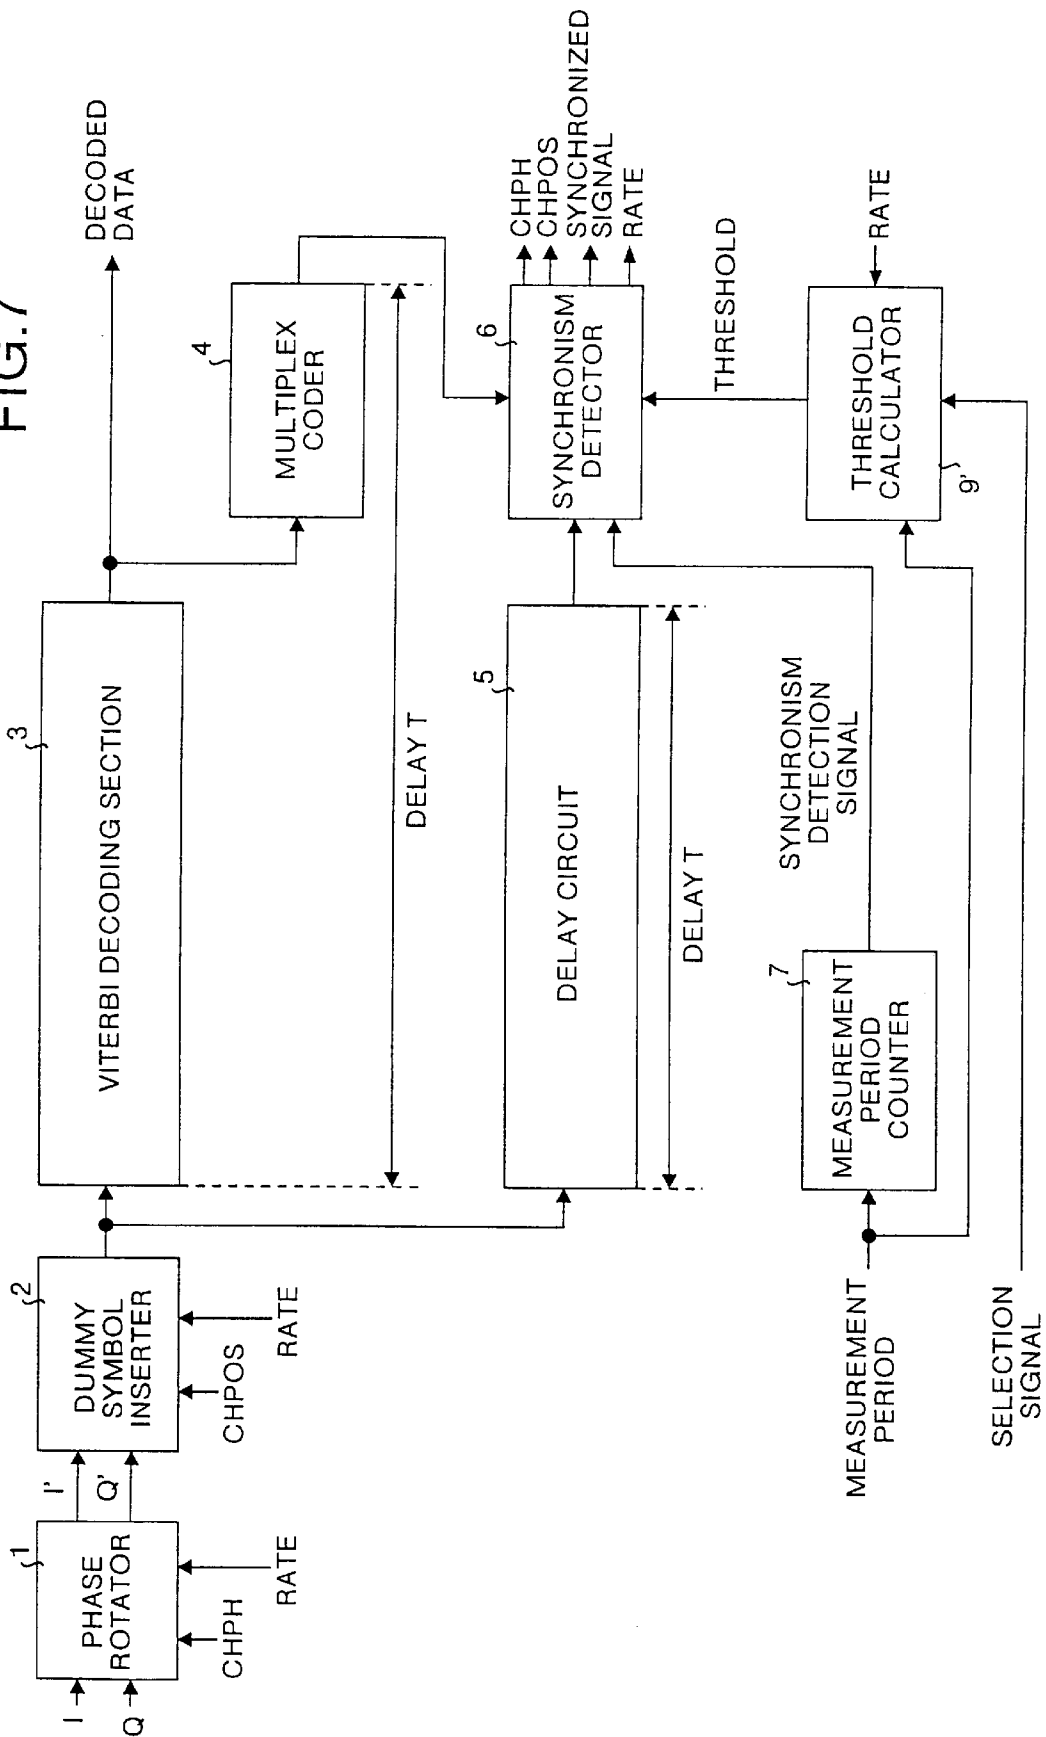 FIG.7
I
Q
1
PHASE
ROTATOR
CHPH
RATE
I'
Q'
2
DUMMY
SYMBOL
INSERTER
CHPOS
RATE
3
VITERBI DECODING SECTION
DECODED
DATA
4
MULTIPLEX
CODER
DELAY T
5
DELAY CIRCUIT
DELAY T
6
SYNCHRONISM
DETECTOR
CHPH
CHPOS
SYNCHRONIZED
SIGNAL
RATE
THRESHOLD
MEASUREMENT
PERIOD
7
MEASUREMENT
PERIOD
COUNTER
SYNCHRONISM
DETECTION
SIGNAL
THRESHOLD
CALCULATOR
9'
RATE
SELECTION
SIGNAL